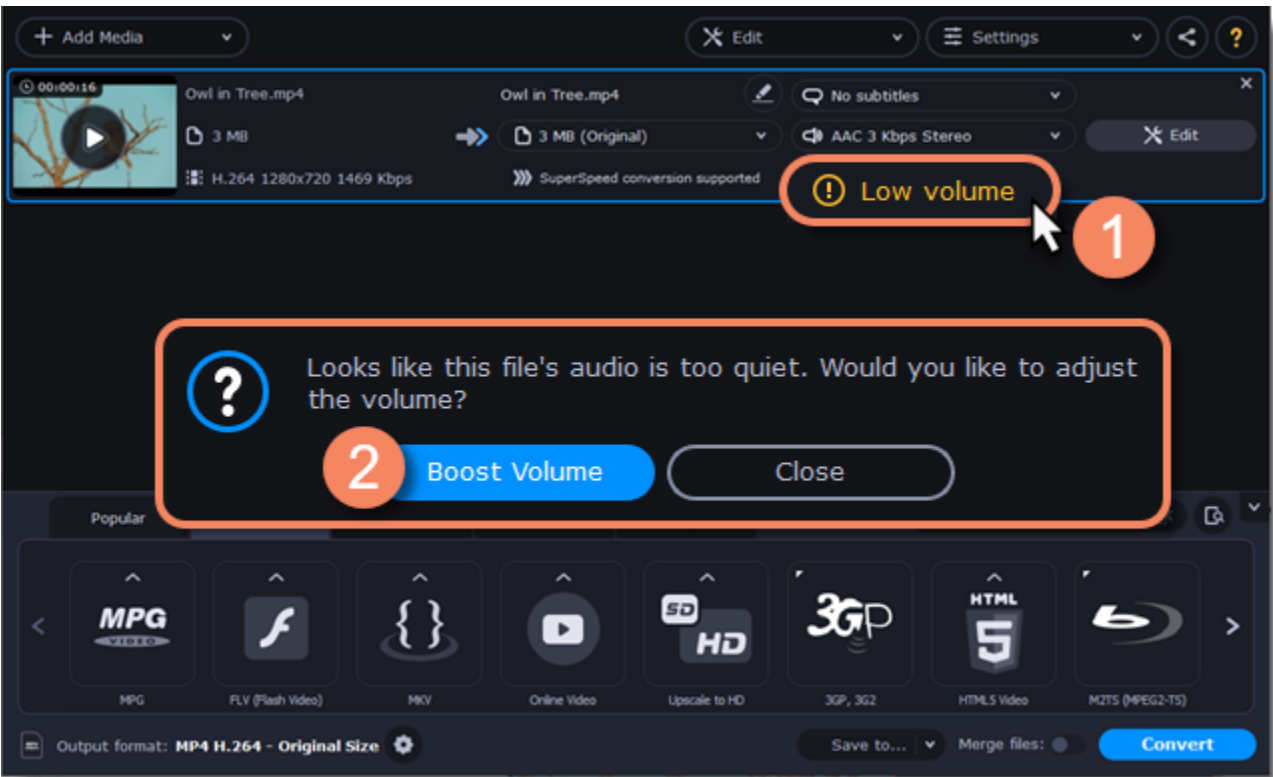 + Add Media
Edit
Settings
?
00:00:16
Owl in Tree.mp4
Owl in Tree.mp4
No subtitles
3 MB
3 MB (Original)
AAC 3 Kbps Stereo
Edit
H.264 1280x720 1469 Kbps
SuperSpeed conversion supported
Low volume
1
Looks like this file's audio is too quiet. Would you like to adjust
the volume?
2
Boost Volume
Close
Popular
MPG
VIDEO
SD
HD
3GP
HTML
5
MPG
FLV (Flash Video)
MKV
Online Video
Upscale to HD
3GP, 3G2
HTML5 Video
M2TS (MPEG2-TS)
Output format: MP4 H.264 - Original Size
Save to...
Merge files:
Convert